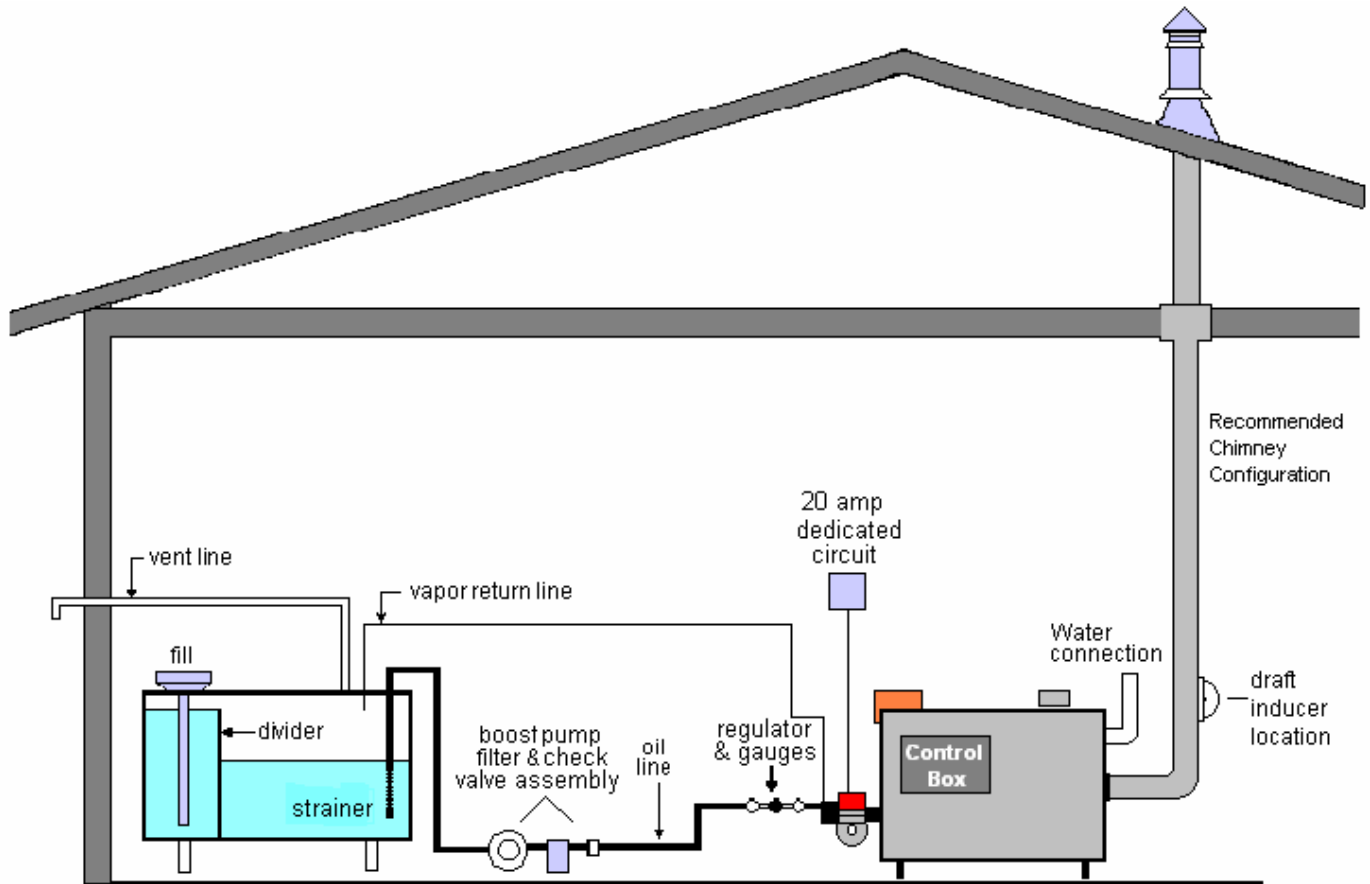 Recommended
Chimney
Configuration
20 amp
dedicated
circuit
vent line
vapor return line
Water
connection
fill
draft
inducer
location
divider
boost pump
filter & check
valve assembly
oil
line
regulator
& gauges
Control
Box
strainer